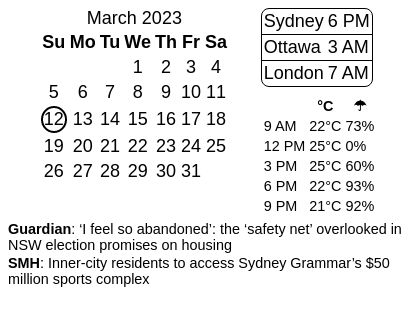 March 2023
Su Mo Tu We Th Fr Sa
1 2 3 4
5 6 7 8 9 10 11
12 13 14 15 16 17 18
19 20 21 22 23 24 25
26 27 28 29 30 31
Sydney 6 PM
Ottawa 3 AM
London 7 AM
°C ☂
9 AM 22°C 73%
12 PM 25°C 0%
3 PM 25°C 60%
6 PM 22°C 93%
9 PM 21°C 92%
Guardian: ‘I feel so abandoned’: the ‘safety net’ overlooked in
NSW election promises on housing
SMH: Inner-city residents to access Sydney Grammar’s $50
million sports complex